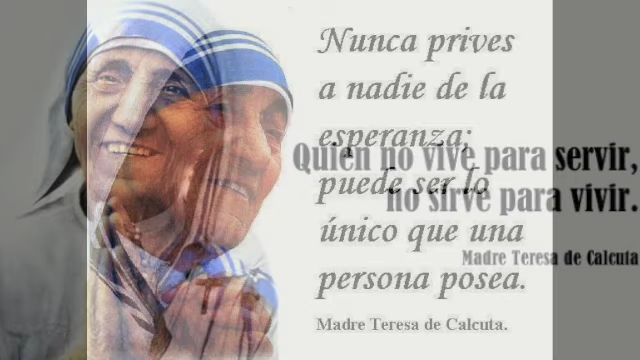 Nunca prives
a nadie de la
esperanza;
puede ser lo
único que una
persona posea.
Madre Teresa de Calcuta.
Quien no vive para servir,
no sirve para vivir.
Madre Teresa de Calcuta